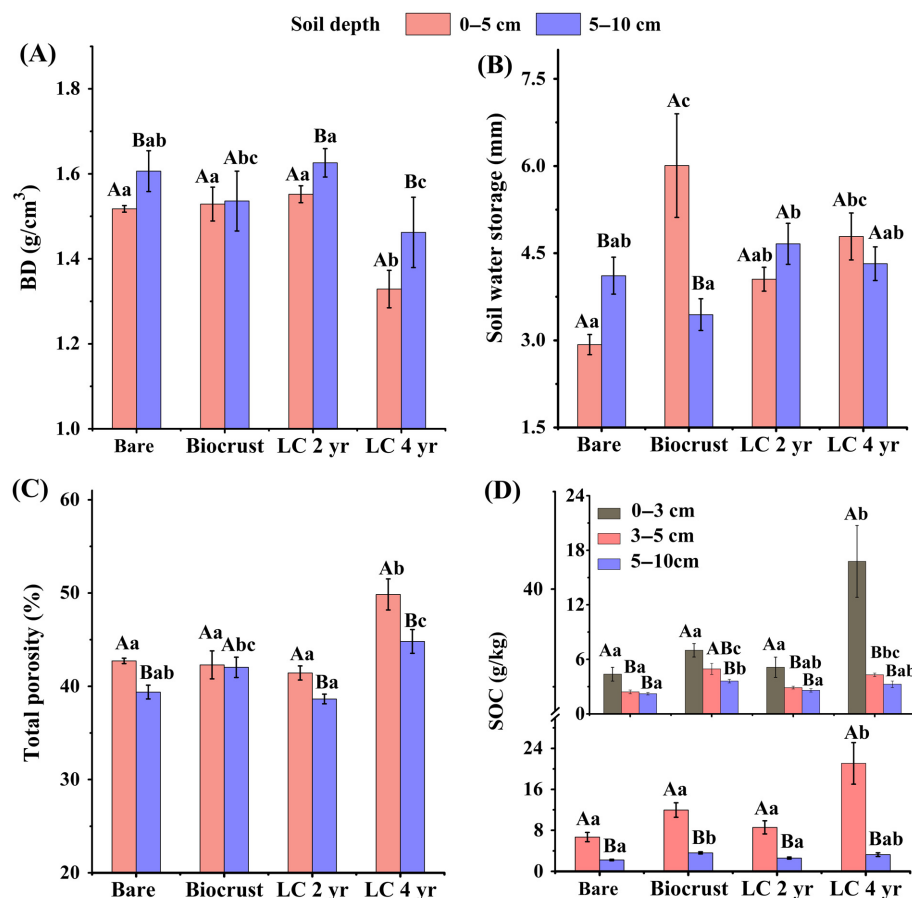 Soil depth 0–5 cm 5–10 cm
(A)
BD (g/cm³)
1.8
1.6
1.4
1.2
1.0
Aa Bab Aa Abc Aa Ba Ab Bc
Bare Biocrust LC 2 yr LC 4 yr
(B)
Soil water storage (mm)
7.5
6.0
4.5
3.0
1.5
Aa Bab Ac Ba Aab Ab Abc Aab
Bare Biocrust LC 2 yr LC 4 yr
(C)
Total porosity (%)
60
50
40
30
20
Aa Bab Aa Abc Aa Ba Ab Bc
Bare Biocrust LC 2 yr LC 4 yr
(D)
SOC (g/kg)
40
24
18
12
6
0
0–3 cm
3–5 cm
5–10cm
Aa Ba Ba Aa ABc Bb Aa Bab Ba Ab Bbc Bab
24
16
8
0
Aa Ba Aa Bb Aa Ba Ab Bab
Bare Biocrust LC 2 yr LC 4 yr